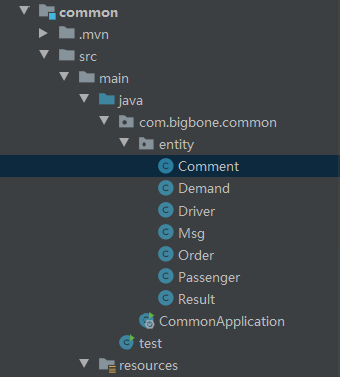 common
.mvn
src
main
java
com.bigbone.common
entity
Comment
Demand
Driver
Msg
Order
Passenger
Result
CommonApplication
test
resources